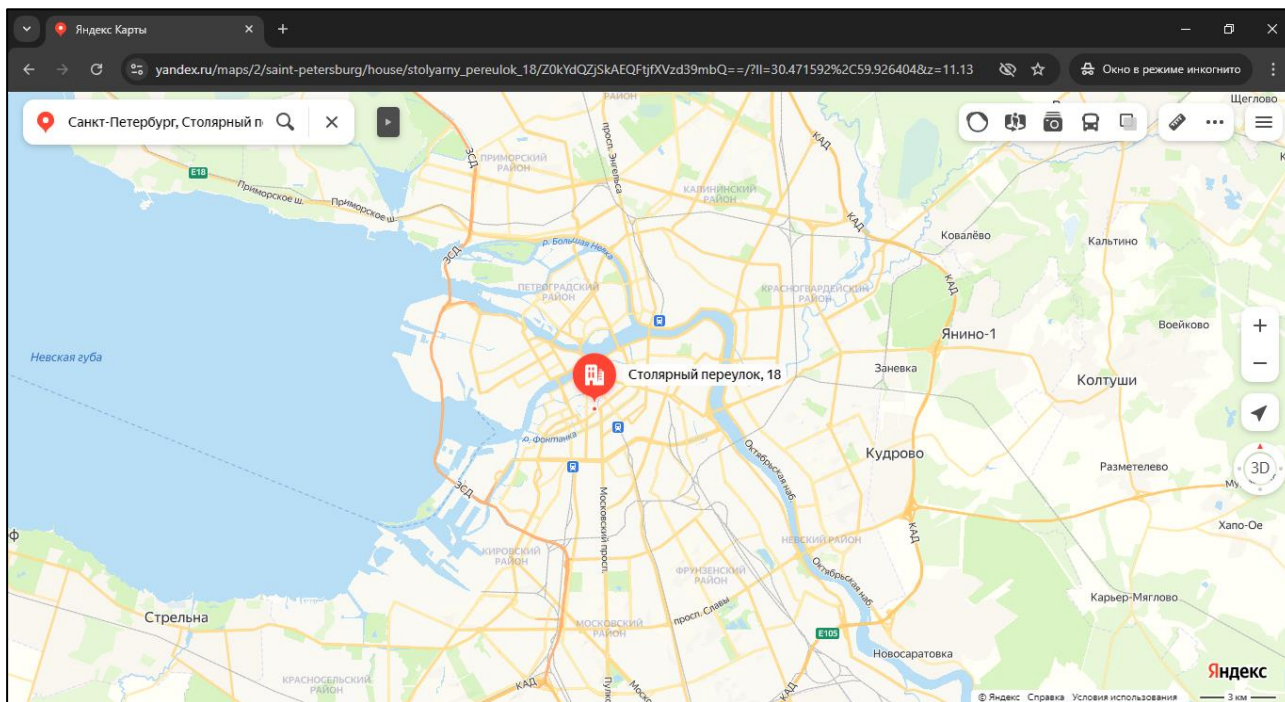 Яндекс Карты
yandex.ru/maps/2/saint-petersburg/house/stolyarny_pereulok_18/Z0kYdQZjSkAEQFtjfXVzd39mbQ==/?ll=30.471592%2C59.926404&z=11.13
Окно в режиме инкогнито
Санкт-Петербург, Столярный п
РАЙОН
Щеглово
E18
Приморское ш.
Приморское ш.
ЗСД
ПРИМОРСКИЙ
РАЙОН
просп. Энгельса
КАД
КАЛИНИНСКИЙ
РАЙОН
КАД
Ковалёво
Кальтино
ЗСД
р. Большая Невка
ПЕТРОГРАДСКИЙ
РАЙОН
КРАСНОГВАРДЕЙСКИЙ
РАЙОН
КАД
Невская губа
Янино-1
Воейково
Столярный переулок, 18
Заневка
Колтуши
р. Фонтанка
Октябрьская наб.
Кудрово
Разметелево
3D
ЗСД
Московский просп.
Хапо-Ое
КИРОВСКИЙ
РАЙОН
НЕВСКИЙ РАЙОН
КАД
ФРУНЗЕНСКИЙ
РАЙОН
Октябрьская наб.
Стрельна
МОСКОВСКИЙ
РАЙОН
просп. Славы
Карьер-Мяглово
E105
Новосаратовка
КРАСНОСЕЛЬСКИЙ
РАЙОН
КАД
КАД
Яндекс
© Яндекс Справка Условия использования 3 км